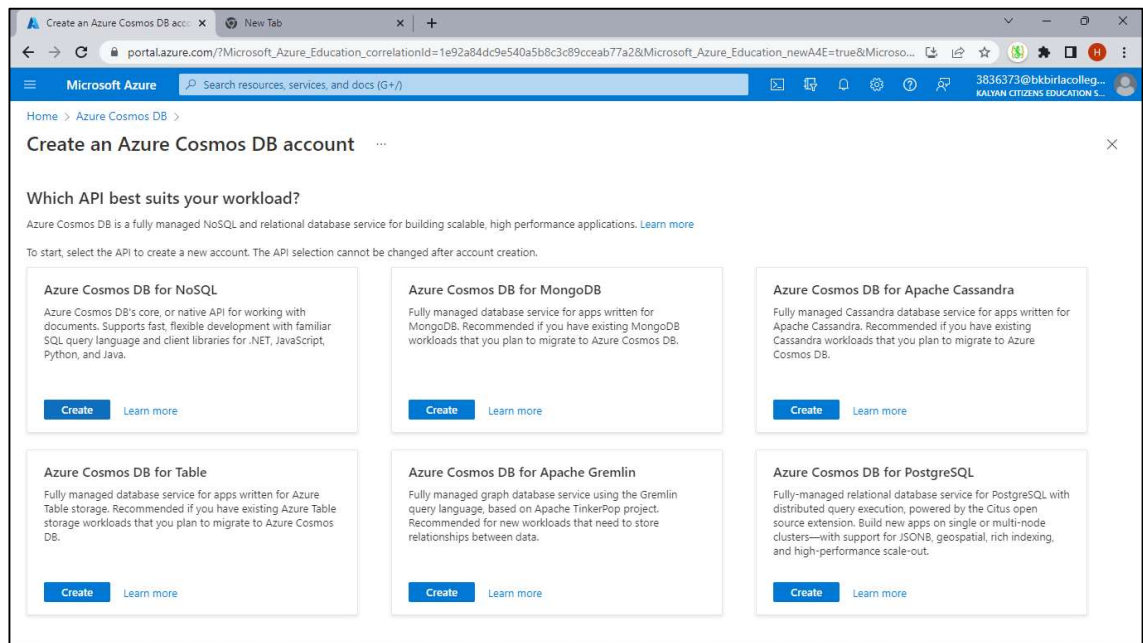 Create an Azure Cosmos DB acco
New Tab
portal.azure.com/?Microsoft_Azure_Education_correlationId=1e92a84dc9e540a5b8c3c89cceab77a2&Microsoft_Azure_Education_newA4E=true&Microso...
H
Microsoft Azure
Search resources, services, and docs (G+/)
3836373@bkbirlacolleg...
KALYAN CITIZENS EDUCATION S...
Home > Azure Cosmos DB >
Create an Azure Cosmos DB account ...
Which API best suits your workload?
Azure Cosmos DB is a fully managed NoSQL and relational database service for building scalable, high performance applications. Learn more
To start, select the API to create a new account. The API selection cannot be changed after account creation.
Azure Cosmos DB for NoSQL
Azure Cosmos DB's core, or native API for working with
documents. Supports fast, flexible development with familiar
SQL query language and client libraries for .NET, JavaScript,
Python, and Java.
Create Learn more
Azure Cosmos DB for MongoDB
Fully managed database service for apps written for
MongoDB. Recommended if you have existing MongoDB
workloads that you plan to migrate to Azure Cosmos DB.
Create Learn more
Azure Cosmos DB for Apache Cassandra
Fully managed Cassandra database service for apps written for
Apache Cassandra. Recommended if you have existing
Cassandra workloads that you plan to migrate to Azure
Cosmos DB.
Create Learn more
Azure Cosmos DB for Table
Fully managed database service for apps written for Azure
Table storage. Recommended if you have existing Azure Table
storage workloads that you plan to migrate to Azure Cosmos
DB.
Create Learn more
Azure Cosmos DB for Apache Gremlin
Fully managed graph database service using the Gremlin
query language, based on Apache TinkerPop project.
Recommended for new workloads that need to store
relationships between data.
Create Learn more
Azure Cosmos DB for PostgreSQL
Fully-managed relational database service for PostgreSQL with
distributed query execution, powered by the Citus open
source extension. Build new apps on single or multi-node
clusters—with support for JSONB, geospatial, rich indexing,
and high-performance scale-out.
Create Learn more